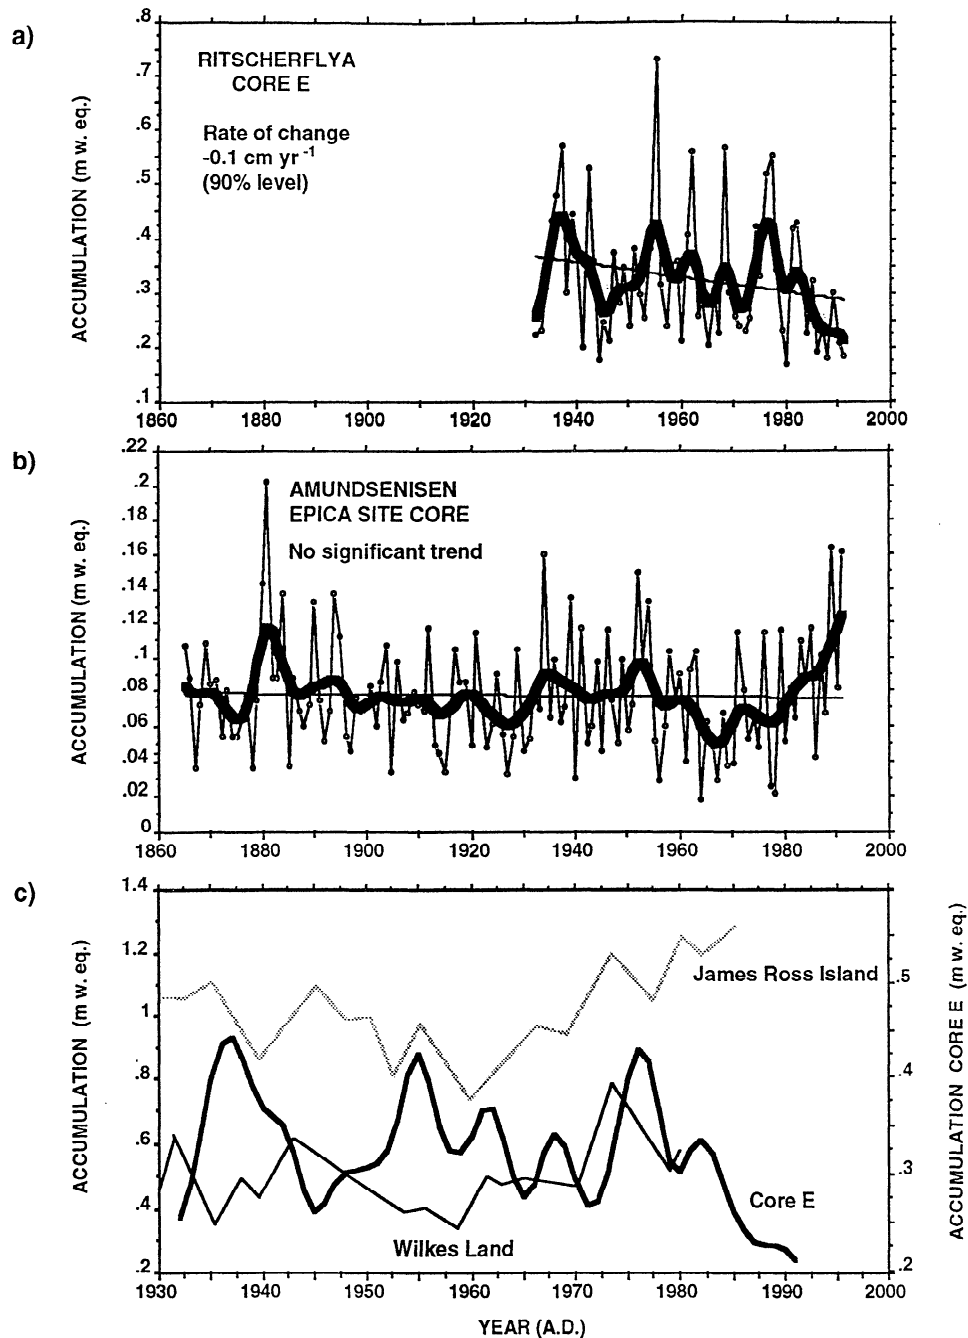 a)
RITSCHERFLYA
CORE E
Rate of change
-0.1 cm yr -1
(90% level)
ACCUMULATION (m w. eq.)
.8
.7
.6
.5
.4
.3
.2
.1
1860 1880 1900 1920 1940 1960 1980 2000
b)
AMUNDSENISEN
EPICA SITE CORE
No significant trend
ACCUMULATION (m w. eq.)
.22
.2
.18
.16
.14
.12
.1
.08
.06
.04
.02
0
1860 1880 1900 1920 1940 1960 1980 2000
c)
ACCUMULATION (m w. eq.)
1.4
1.2
1.
.8
.6
.4
.2
James Ross Island
Core E
Wilkes Land
.5
.4
.3
.2
ACCUMULATION CORE E (m w. eq.)
1930 1940 1950 1960 1970 1980 1990 2000
YEAR (A.D.)